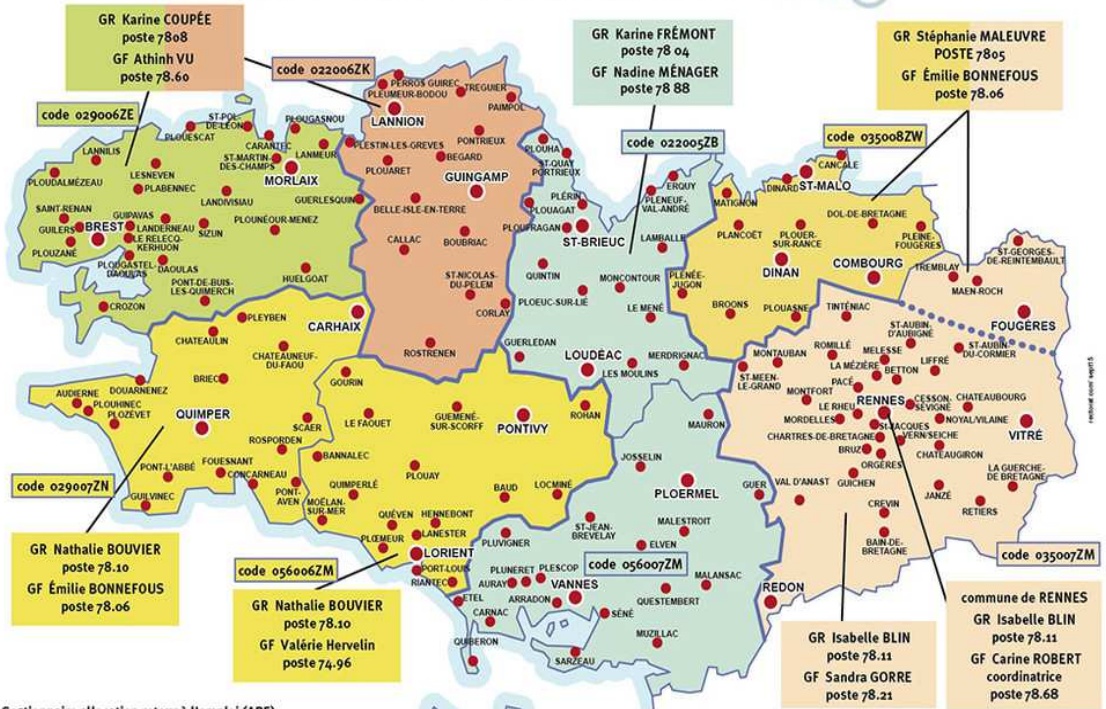 GR Karine COUPÉE
poste 7808
GF Athinh VU
poste 78.60
GR Karine FRÉMONT
poste 78 04
GF Nadine MÉNAGER
poste 78 88
GR Stéphanie MALEUVRE
POSTE 7805
GF Émilie BONNEFOUS
78.06
code 022006ZK
code 029006ZE
code 022005ZB
code 035008ZW
PERROS GUIREC
PLEUMEUR-BODOU
TREGUIER
PAIMPOL
LANNION
PONTRIEUX
PLESTIN-LES-GREVES
BEGARD
PLOUARET
GUINGAMP
BELLE-ISLE-EN-TERRE
CALLAC
BOURBRIAC
ST-NICOLAS-
DU-PELEM
CORLAY
ROSTRENEN
ST-POL-
DE-LÉON
PLOUGASNOU
PLOUESCAT
CARANTEC
LANMEUR
ST-MARTIN
DES-CHAMPS
MORLAIX
LANNILIS
LESNEVEN
PLOUDALMÉZEAU
PLABENNEC
LANDIVISIAU
GUERLESQUIN
SAINT-RENAN
GUIPAVAS
PLOUNÉOUR-MENEZ
GUILERS
BREST
LANDERNEAU
LE RELECQ-
KERHUON
SIZUN
PLOUZANÉ
PLOUGASTEL-
DAOULAS
DAOULAS
PONT-DE-BUIS-
LES-QUIMERCH
HUELGOAT
CROZON
PLOUHA
ST-QUAY
PORTRIEUX
ERQUY
PLENEUF-
VAL-ANDRÉ
PLÉRIN
PLOUAGAT
PLOUFRAGAN
ST-BRIEUC
LAMBALLE
QUINTIN
MONCONTOUR
PLOEUC-SUR-LIÉ
LE MENÉ
GUERLEDAN
LOUDÉAC
LES MOULINS
MERDRIGNAC
CANCALE
DINARD
ST-MALO
MATIGNON
DOL-DE-BRETAGNE
PLANCOËT
PLOUER-
SUR-RANCE
PLEINE-
FOUGÈRES
DINAN
COMBOURG
PLENÉE-
JUGON
BROONS
PLOUASNE
ST-GEORGES-
DE-REINTEMBAULT
TREMBLAY
MAEN-ROCH
FOUGÈRES
TINTÉNIAC
ST-AUBIN-
D'AUBIGNÉ
ST-AUBIN-
DU-CORMIER
ROMILLÉ
MELESSE
LIFFRÉ
MONTAUBAN
LA MÉZIÈRE
BETTON
ST-MEEN-
LE-GRAND
PACÉ
MONTFORT
CESSON-
SÉVIGNÉ
CHATEAUBOURG
RENNES
LE RHEU
NOYAL/VILAINE
MORDELLES
ST-JACQUES
VITRÉ
CHARTRES-DE-BRETAGNE
VERN/SEICHE
BRUZ
CHATEAUGIRON
ORGÈRES
LA GUERCHE-
DE-BRETAGNE
VAL D'ANAST
GUICHEN
JANZÉ
CREVIN
RETIERS
BAIN-DE-
BRETAGNE
REDON
rectorat com/ sept15
CARHAIX
PLEYBEN
CHATEAULIN
CHATEAUNEUF-
DU-FAOU
DOUARNENEZ
BRIEC
AUDIERNE
PLOUHINEC
PLOZÉVET
QUIMPER
SCAER
ROSPORDEN
FOUESNANT
PONT-L'ABBÉ
CONCARNEAU
GUILVINEC
PONT-
AVEN
BANNALEC
GOURIN
LE FAOUET
GUEMENÉ-
SUR-SCORFF
PONTIVY
ROHAN
PLOUAY
QUIMPERLÉ
BAUD
LOCMINÉ
MOËLAN-
SUR-MER
QUÉVEN
HENNEBONT
LANESTER
PLŒMEUR
LORIENT
PORT-LOUIS
RIANTEC
MAURON
JOSSELIN
PLOERMEL
GUER
ST-JEAN-
BREVELAY
MALESTROIT
PLUVIGNER
ELVEN
PLUNERET
PLESCOP
AURAY
VANNES
MALANSAC
ETEL
ARRADON
QUESTEMBERT
CARNAC
SÉNÉ
MUZILLAC
QUIBERON
SARZEAU
code 029007ZN
code 056006ZM
code 056007ZM
code 035007ZM
GR Nathalie BOUVIER
poste 78.10
GF Émilie BONNEFOUS
poste 78.06
GR Nathalie BOUVIER
poste 78.10
GF Valérie Hervelin
poste 74.96
GR Isabelle BLIN
poste 78.11
GF Sandra GORRE
poste 78.21
commune de RENNES
GR Isabelle BLIN
poste 78.11
GF Carine ROBERT
coordinatrice
poste 78.68